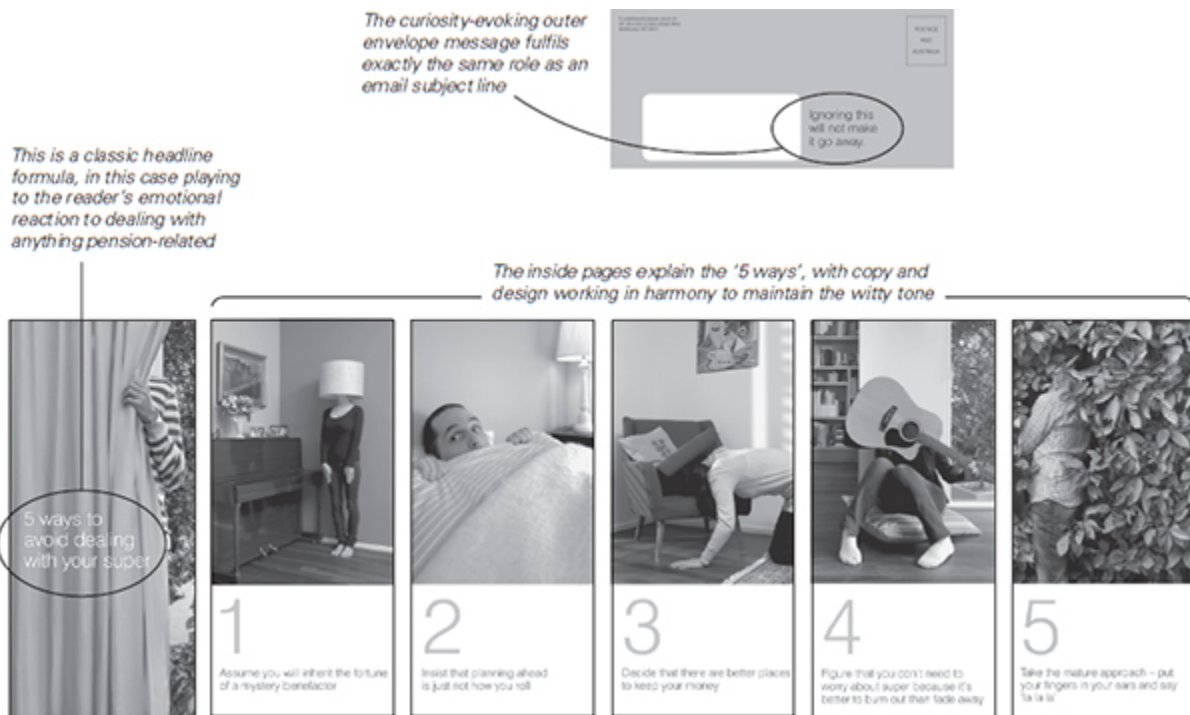 The curiosity-evoking outer
envelope message fulfils
exactly the same role as an
email subject line
POSTAGE
PAID
AUSTRALIA
Ignoring this
will not make
it go away.
This is a classic headline
formula, in this case playing
to the reader's emotional
reaction to dealing with
anything pension-related
The inside pages explain the '5 ways', with copy and
design working in harmony to maintain the witty tone
5 ways to
avoid dealing
with your super
1
Assume you will inherit the fortune
of a mystery benefactor
2
Insist that planning ahead
is just not how you roll
3
Decide that there are better places
to keep your money
4
Figure that you don't need to
worry about super because it's
better to burn out than fade away
5
Take the mature approach – put
your fingers in your ears and say
'la la la'